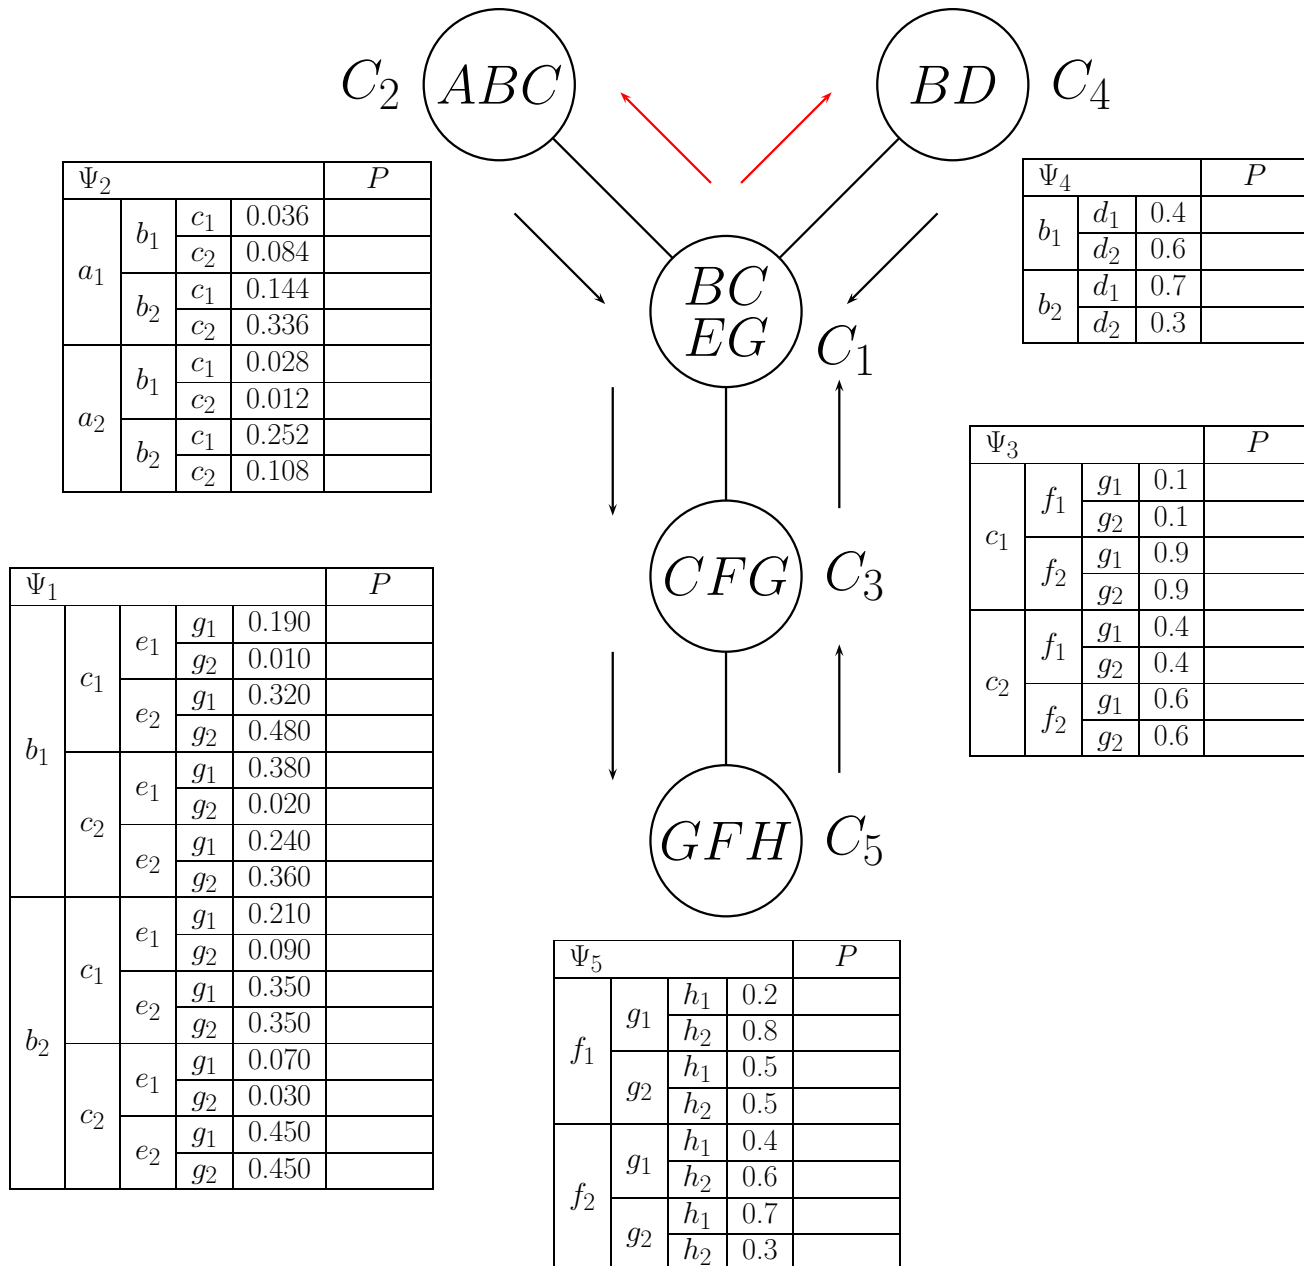 C2 ABC
BD C4
Ψ2 P
a1 b1 c1 0.036
c2 0.084
b2 c1 0.144
c2 0.336
a2 b1 c1 0.028
c2 0.012
b2 c1 0.252
c2 0.108
Ψ4 P
b1 d1 0.4
d2 0.6
b2 d1 0.7
d2 0.3
BC
EG
C1
Ψ3 P
c1 f1 g1 0.1
g2 0.1
f2 g1 0.9
g2 0.9
c2 f1 g1 0.4
g2 0.4
f2 g1 0.6
g2 0.6
CFG C3
Ψ1 P
b1 c1 e1 g1 0.190
g2 0.010
e2 g1 0.320
g2 0.480
c2 e1 g1 0.380
g2 0.020
e2 g1 0.240
g2 0.360
b2 c1 e1 g1 0.210
g2 0.090
e2 g1 0.350
g2 0.350
c2 e1 g1 0.070
g2 0.030
e2 g1 0.450
g2 0.450
GFH C5
Ψ5 P
f1 g1 h1 0.2
h2 0.8
g2 h1 0.5
h2 0.5
f2 g1 h1 0.4
h2 0.6
g2 h1 0.7
h2 0.3